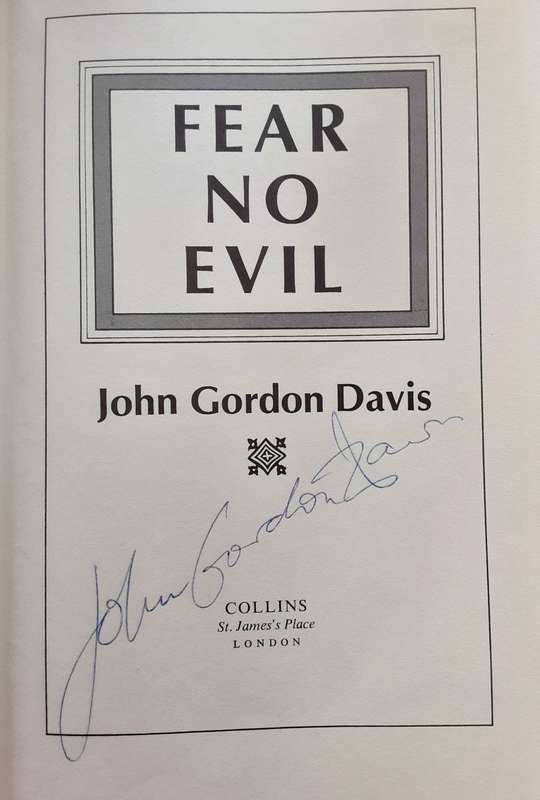 FEAR
NO
EVIL
John Gordon Davis
John Gordon Davis
COLLINS
St. James's Place
LONDON